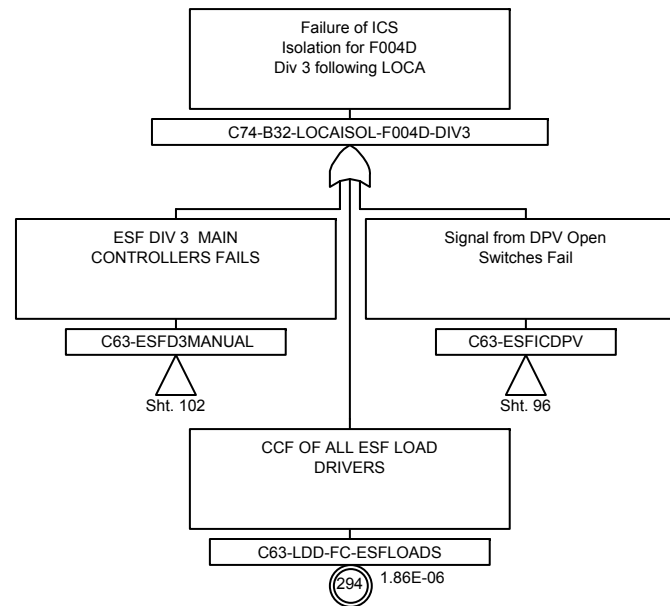 Failure of ICS
Isolation for F004D
Div 3 following LOCA
C74-B32-LOCAISOL-F004D-DIV3
ESF DIV 3 MAIN
CONTROLLERS FAILS
C63-ESFD3MANUAL
Sht. 102
Signal from DPV Open
Switches Fail
C63-ESFICDPV
Sht. 96
CCF OF ALL ESF LOAD
DRIVERS
C63-LDD-FC-ESFLOADS
294 1.86E-06